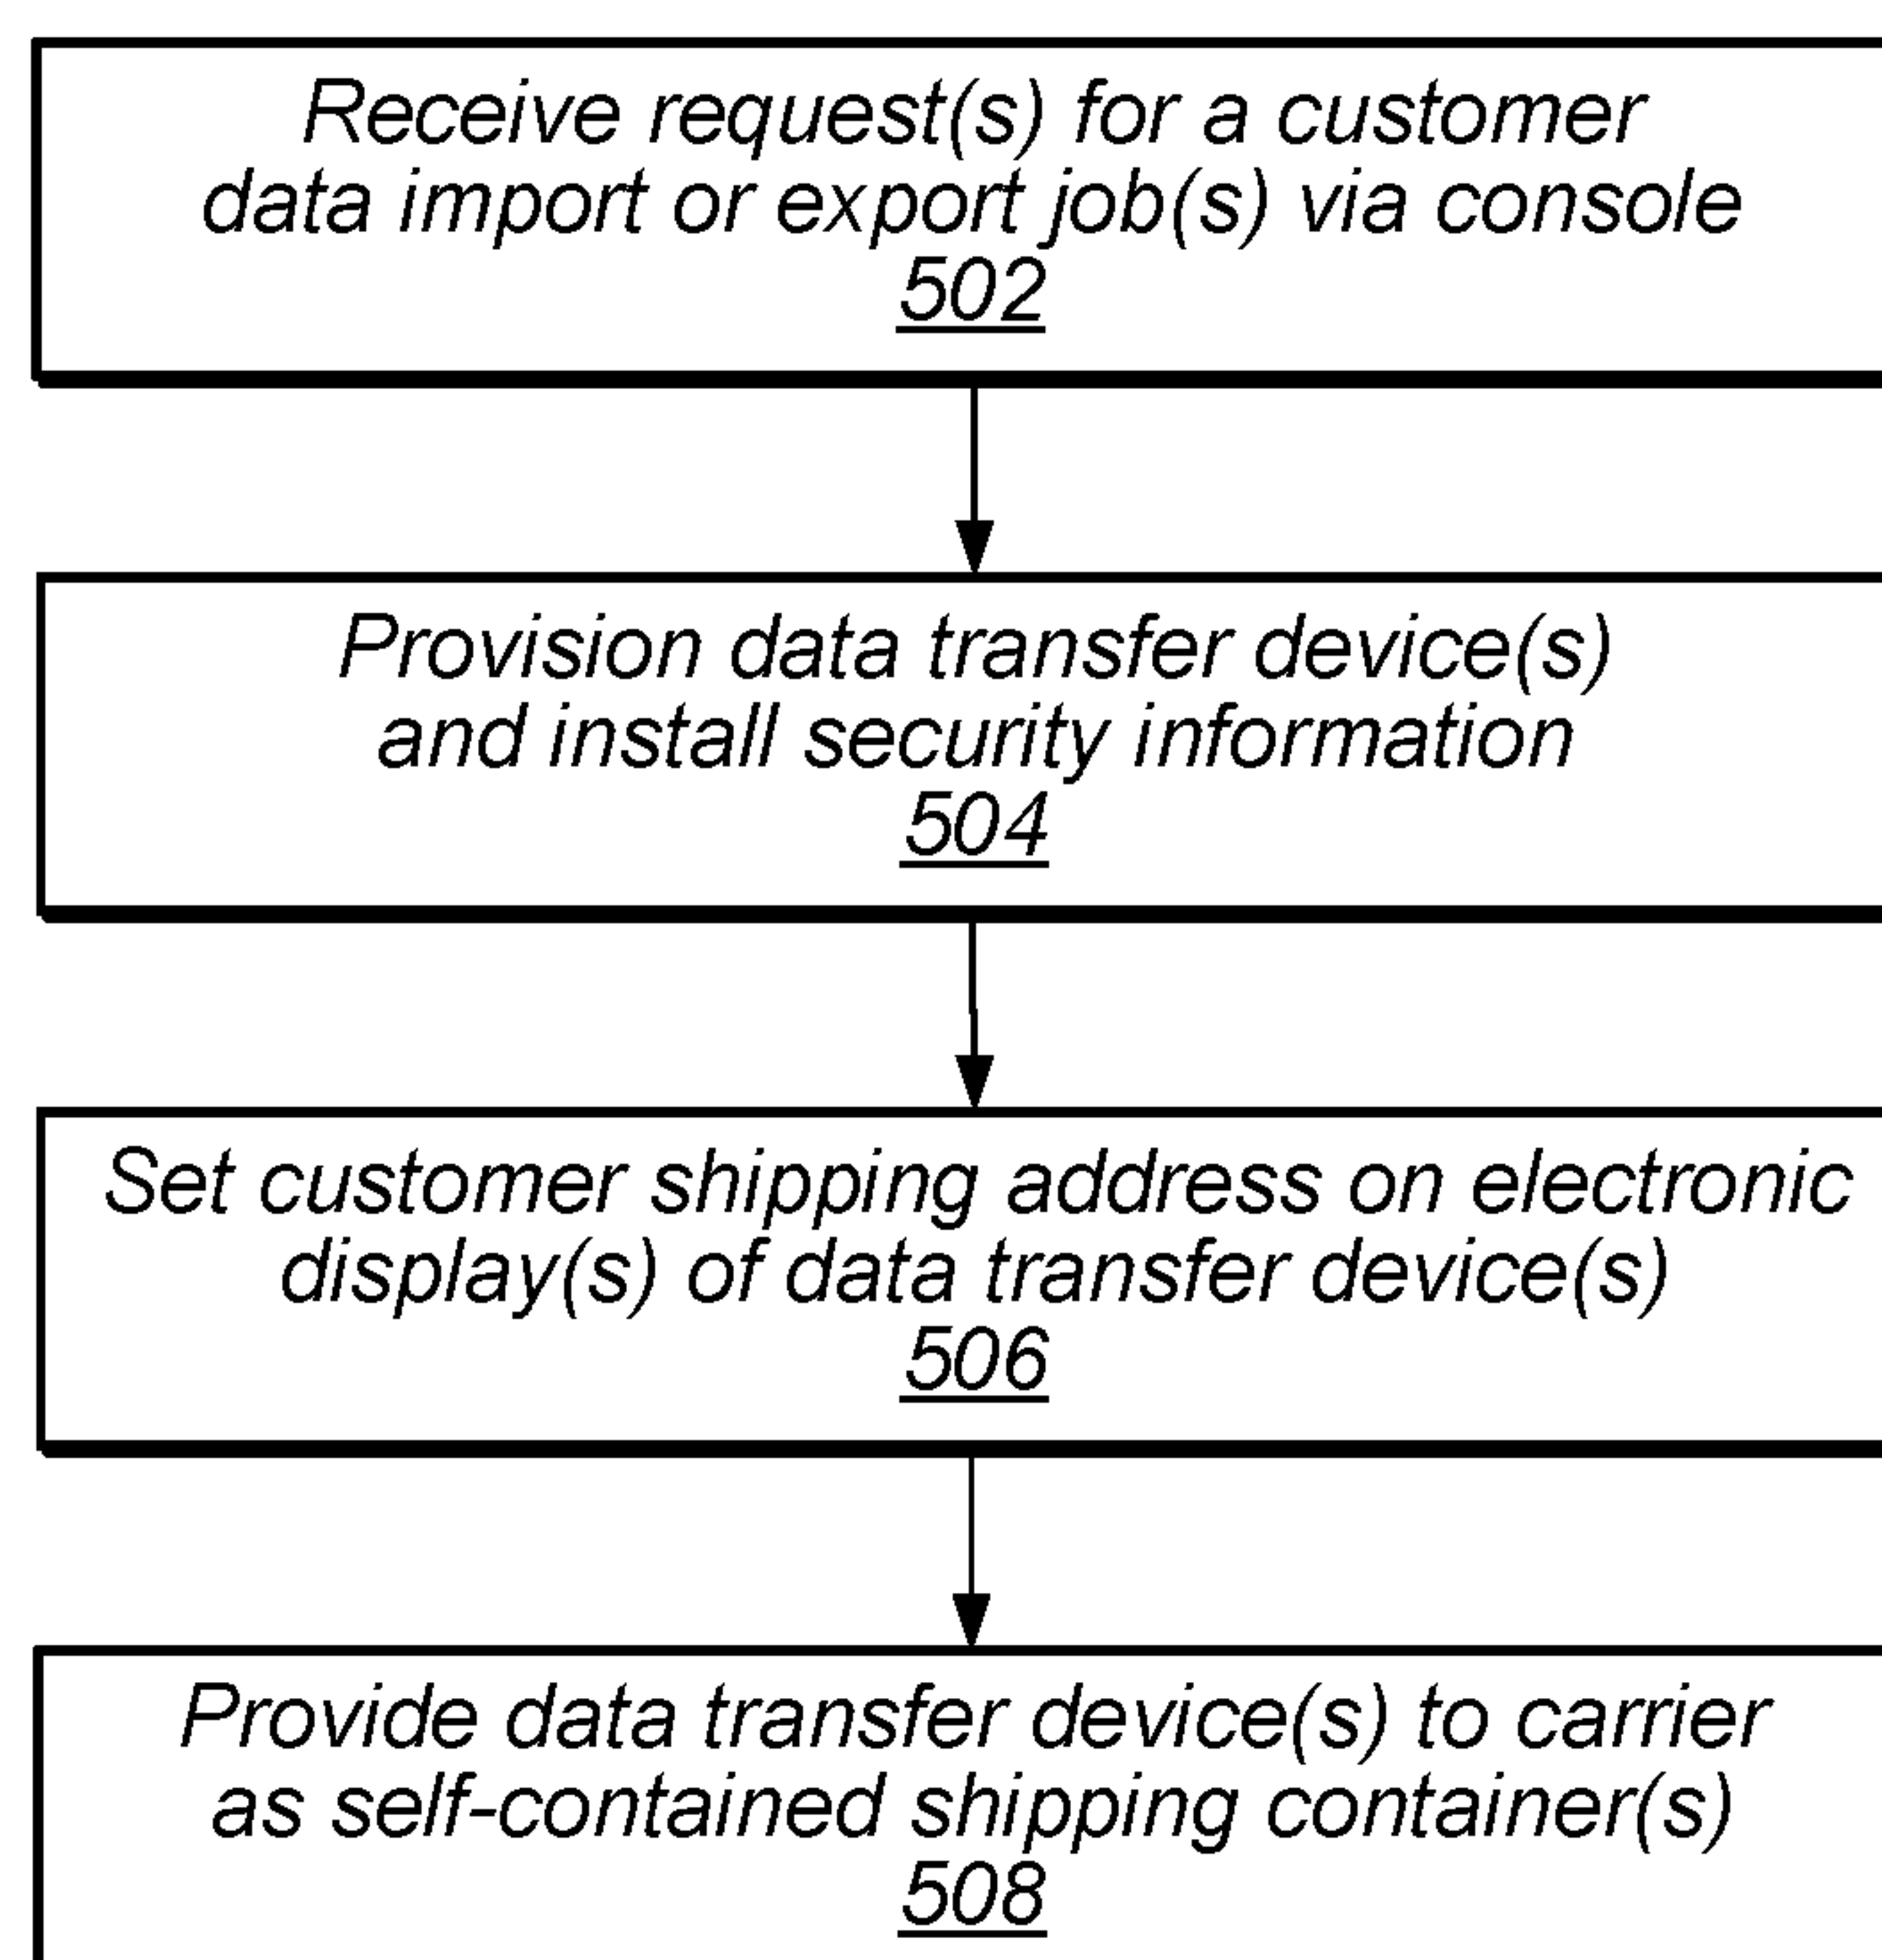 Receive request(s) for a customer
data import or export job(s) via console
502
Provision data transfer device(s)
and install security information
504
Set customer shipping address on electronic
display(s) of data transfer device(s)
506
Provide data transfer device(s) to carrier
as self-contained shipping container(s)
508